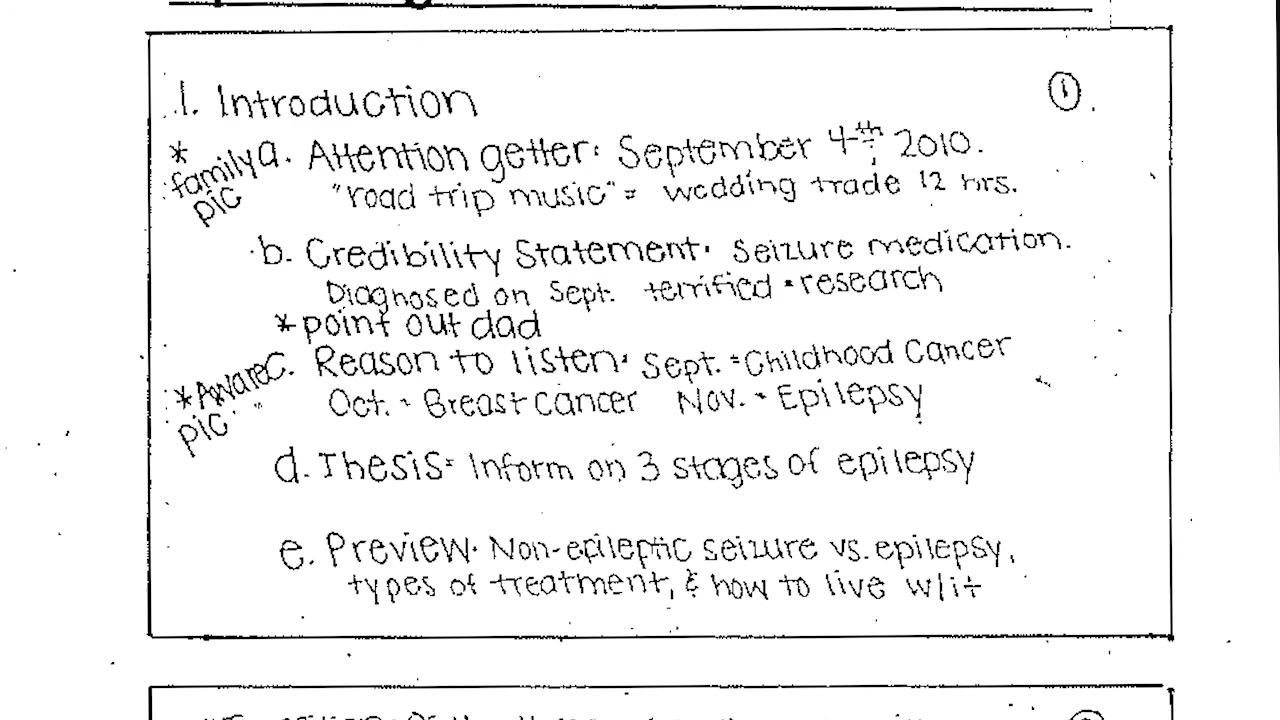 1. Introduction
①
* family pic
a. Attention getter: September 4th, 2010.
"road trip music" = wedding trade 12 hrs.
b. Credibility Statement: Seizure medication.
Diagnosed on Sept. terrified - research
*point out dad
*Aware pic
c. Reason to listen: Sept. = Childhood Cancer
Oct. - Breast cancer Nov. - Epilepsy
d. Thesis= Inform on 3 stages of epilepsy
e. Preview: Non-epileptic seizure vs. epilepsy,
types of treatment, & how to live w/it